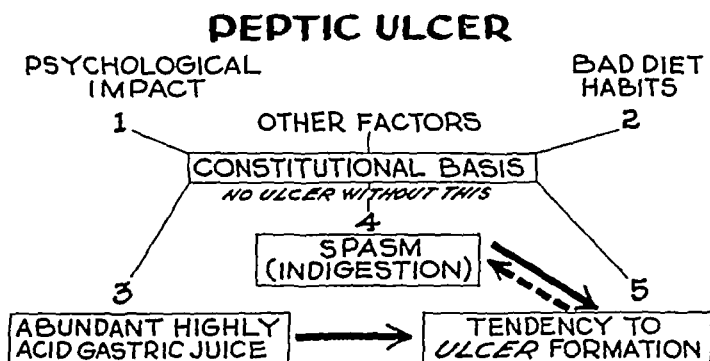 PEPTIC ULCER
PSYCHOLOGICAL
IMPACT
1
BAD DIET
HABITS
2
OTHER FACTORS
CONSTITUTIONAL BASIS
NO ULCER WITHOUT THIS
4
SPASM
(INDIGESTION)
3
ABUNDANT HIGHLY
ACID GASTRIC JUICE
5
TENDENCY TO
ULCER FORMATION